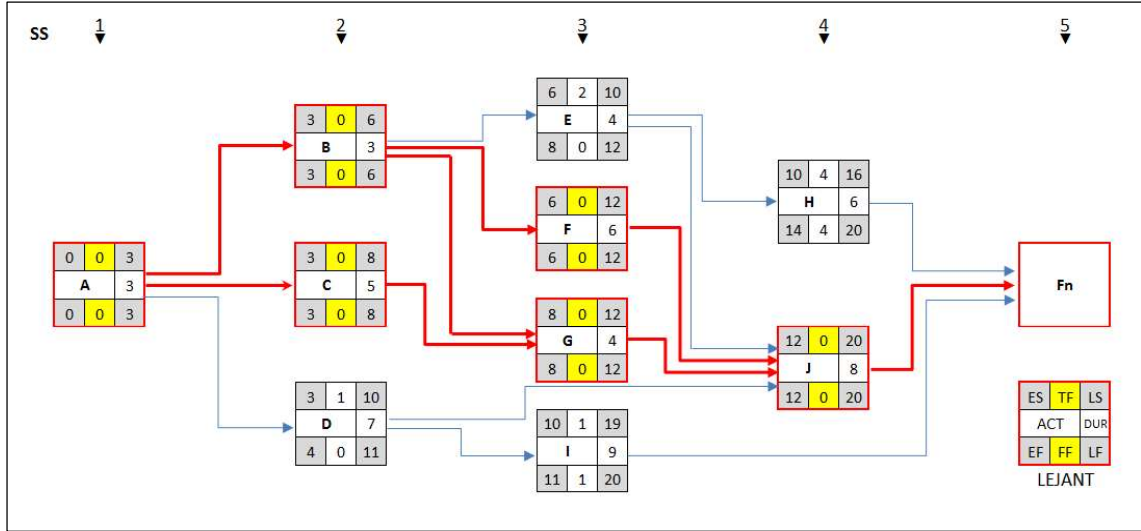 SS 1 2 3 4 5
6 2 10
E 4
8 0 12
3 0 6
B 3
3 0 6
10 4 16
H 6
14 4 20
6 0 12
F 6
6 0 12
0 0 3
A 3
0 0 3
3 0 8
C 5
3 0 8
Fn
8 0 12
G 4
8 0 12
12 0 20
J 8
12 0 20
3 1 10
D 7
4 0 11
10 1 19
I 9
11 1 20
ES TF LS
ACT DUR
EF FF LF
LEJANT